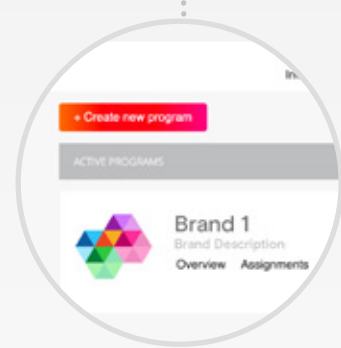 + Create new program
ACTIVE PROGRAMS
Brand 1
Brand Description
Overview Assignments